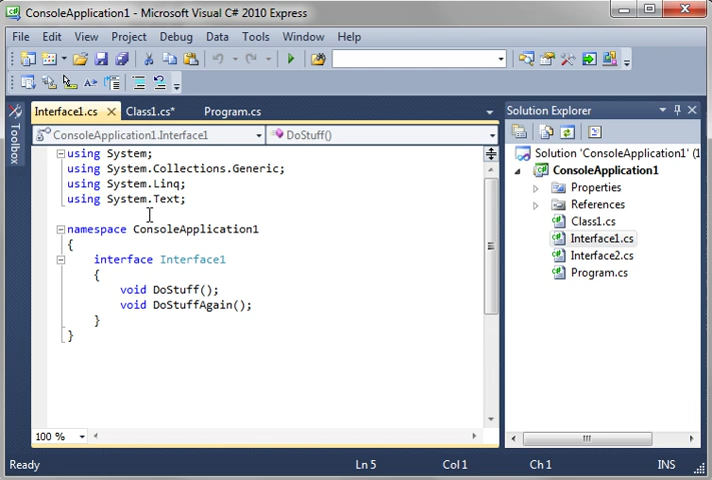 ConsoleApplication1 - Microsoft Visual C# 2010 Express
File Edit View Project Debug Data Tools Window Help
Interface1.cs Class1.cs* Program.cs
ConsoleApplication1.Interface1 DoStuff()
Toolbox
using System;
using System.Collections.Generic;
using System.Linq;
using System.Text;
namespace ConsoleApplication1
{
interface Interface1
{
void DoStuff();
void DoStuffAgain();
}
}
100 %
Solution Explorer
Solution 'ConsoleApplication1' (1
ConsoleApplication1
Properties
References
Class1.cs
Interface1.cs
Interface2.cs
Program.cs
Ready Ln 5 Col 1 Ch 1 INS